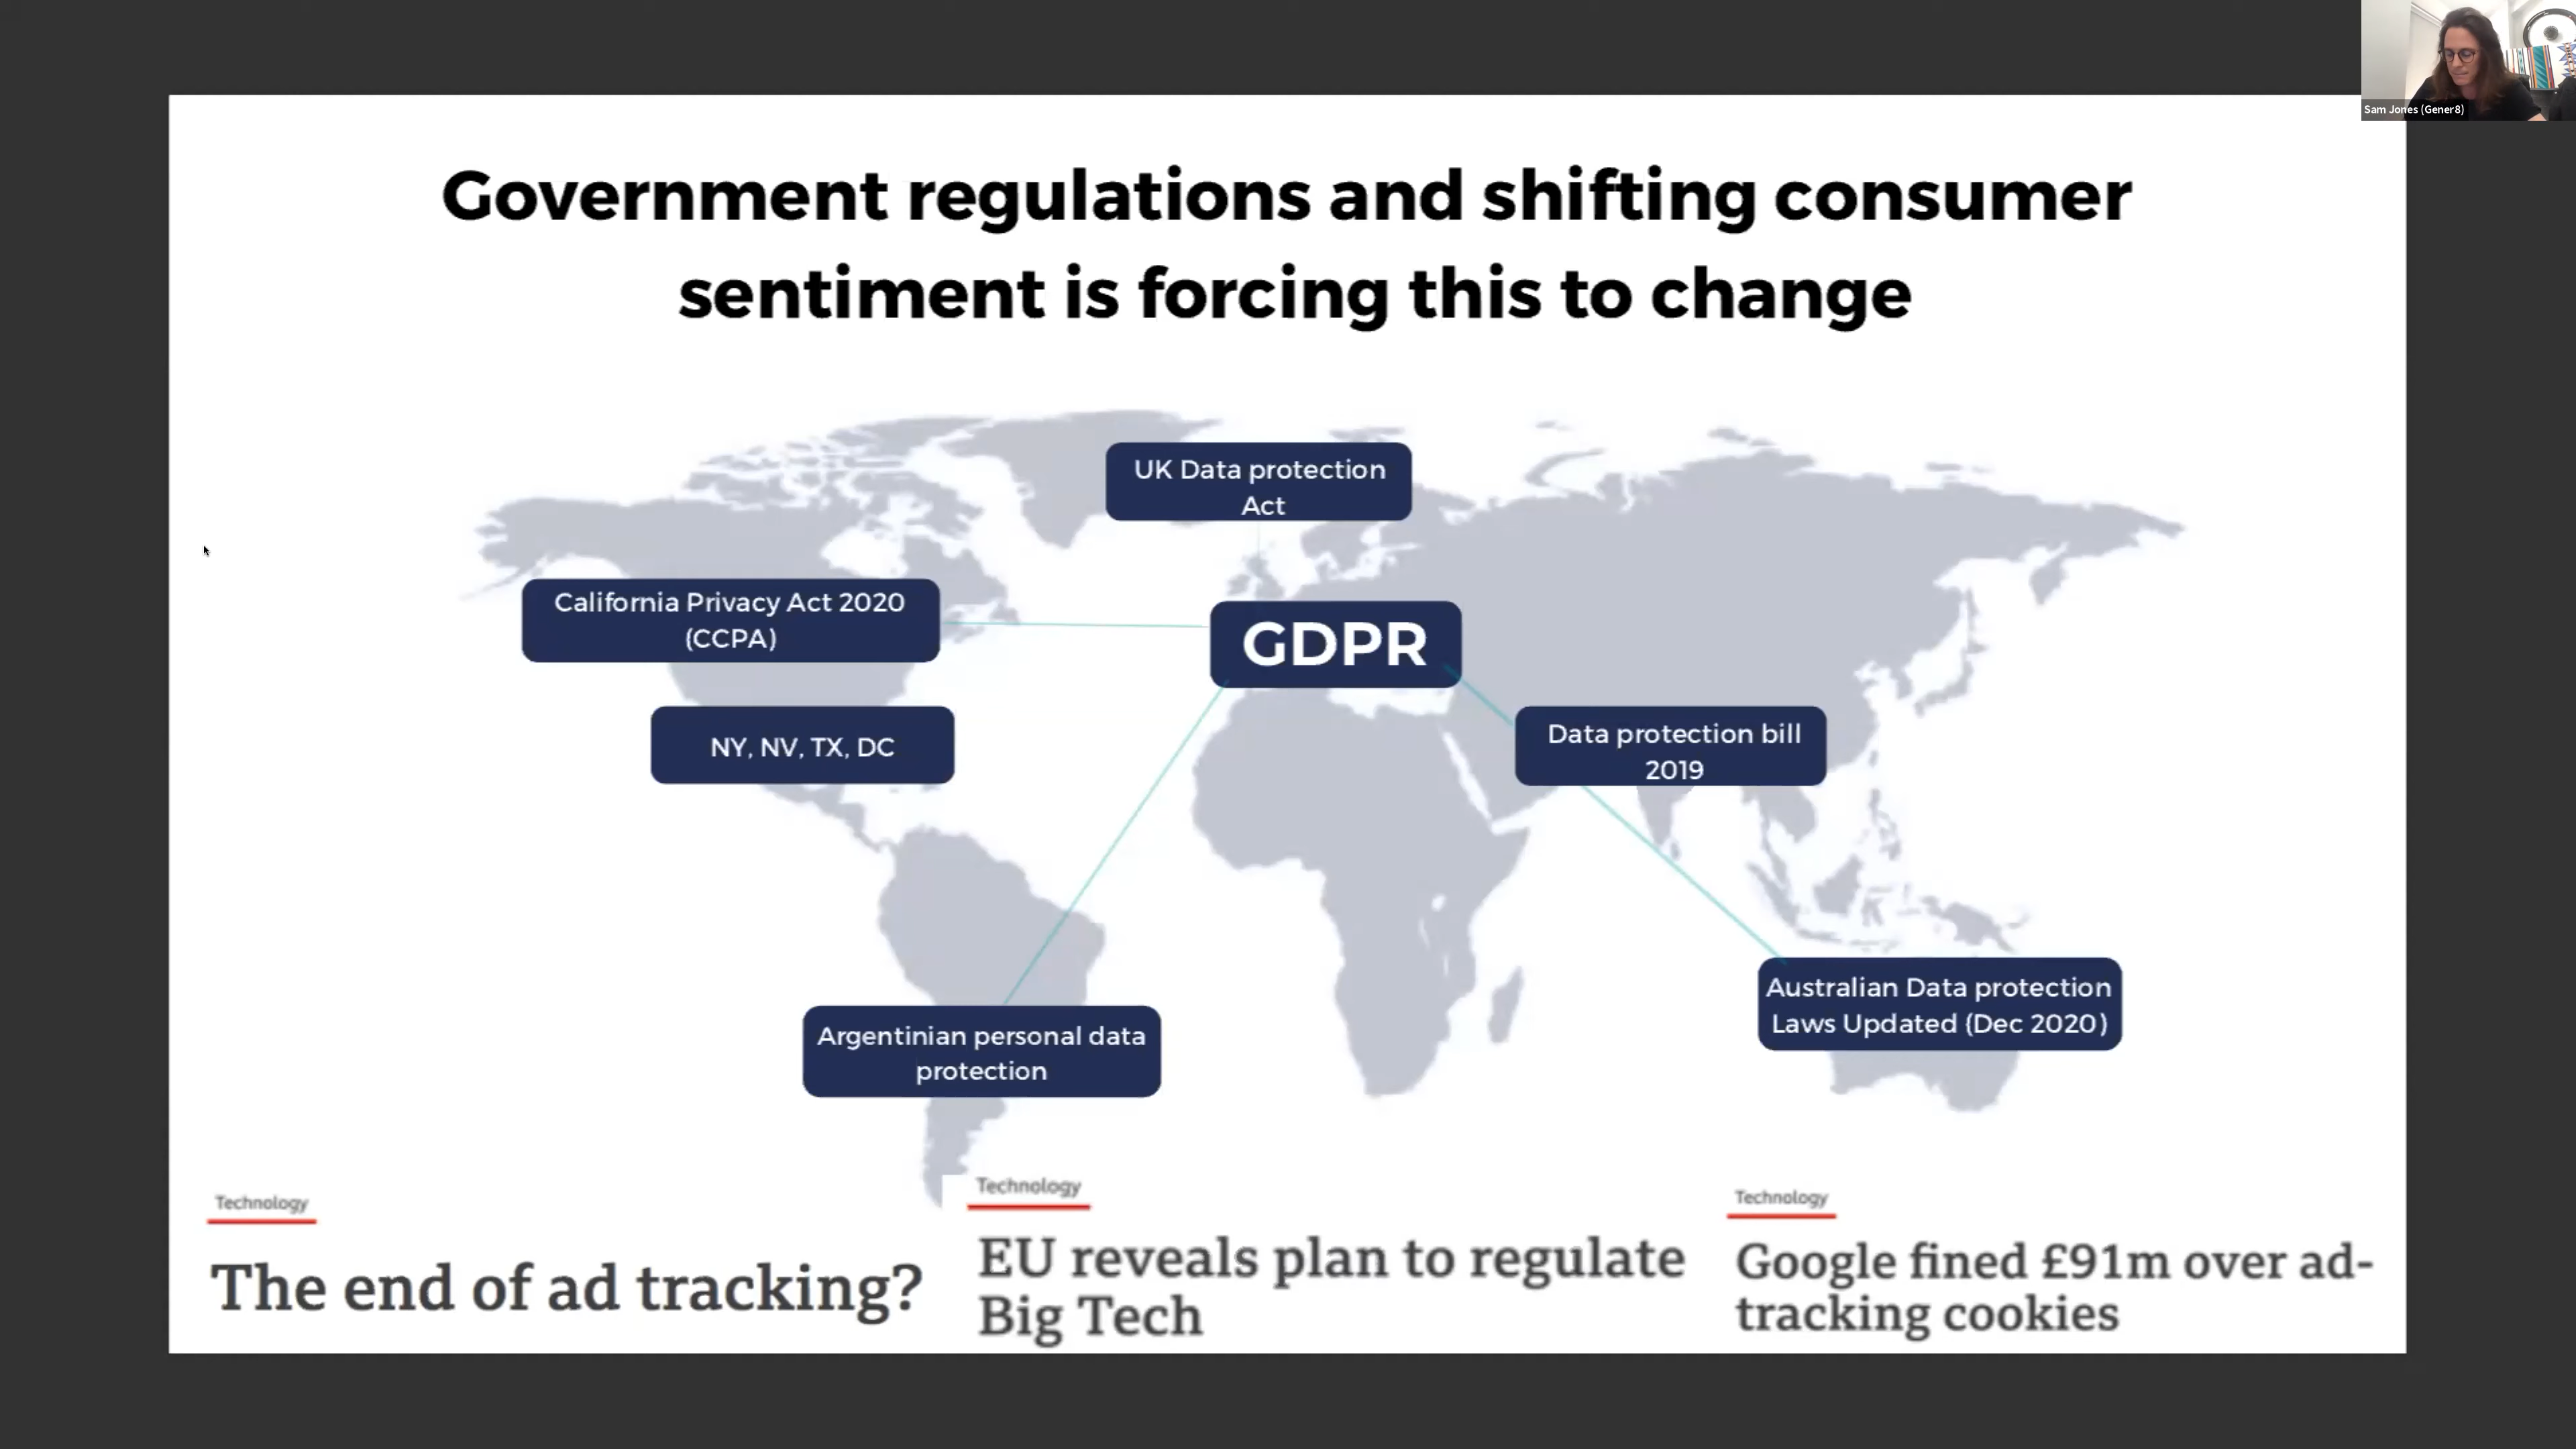 Sam Jones (Gener8)
Government regulations and shifting consumer
sentiment is forcing this to change
UK Data protection
Act
California Privacy Act 2020
(CCPA)
GDPR
NY, NV, TX, DC
Data protection bill
2019
Australian Data protection
Laws Updated (Dec 2020)
Argentinian personal data
protection
Technology
The end of ad tracking?
Technology
EU reveals plan to regulate
Big Tech
Technology
Google fined £91m over ad-
tracking cookies